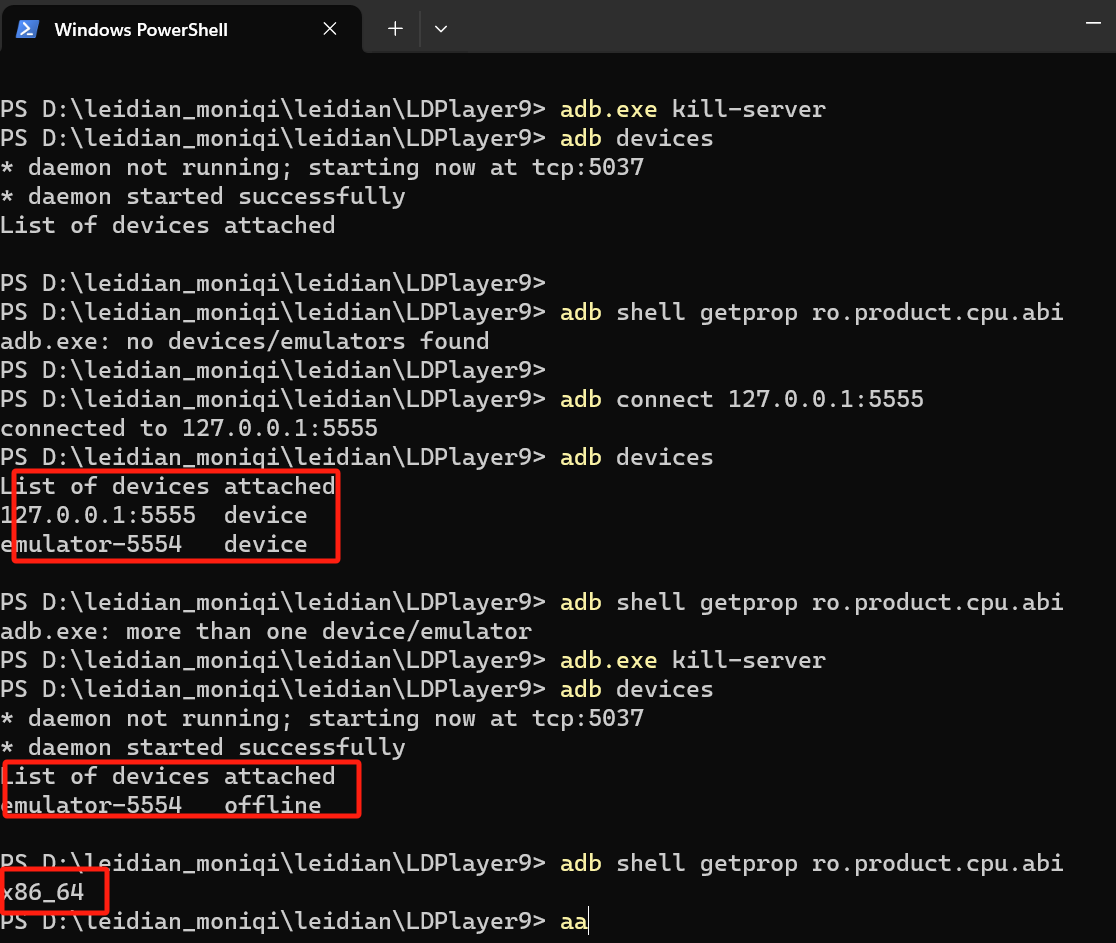 Windows PowerShell
PS D:\leidian_moniqi\leidian\LDPlayer9> adb.exe kill-server
PS D:\leidian_moniqi\leidian\LDPlayer9> adb devices
* daemon not running; starting now at tcp:5037
* daemon started successfully
List of devices attached
PS D:\leidian_moniqi\leidian\LDPlayer9>
PS D:\leidian_moniqi\leidian\LDPlayer9> adb shell getprop ro.product.cpu.abi
adb.exe: no devices/emulators found
PS D:\leidian_moniqi\leidian\LDPlayer9>
PS D:\leidian_moniqi\leidian\LDPlayer9> adb connect 127.0.0.1:5555
connected to 127.0.0.1:5555
PS D:\leidian_moniqi\leidian\LDPlayer9> adb devices
List of devices attached
127.0.0.1:5555  device
emulator-5554   device
PS D:\leidian_moniqi\leidian\LDPlayer9> adb shell getprop ro.product.cpu.abi
adb.exe: more than one device/emulator
PS D:\leidian_moniqi\leidian\LDPlayer9> adb.exe kill-server
PS D:\leidian_moniqi\leidian\LDPlayer9> adb devices
* daemon not running; starting now at tcp:5037
* daemon started successfully
List of devices attached
emulator-5554   offline
PS D:\leidian_moniqi\leidian\LDPlayer9> adb shell getprop ro.product.cpu.abi
x86_64
PS D:\leidian_moniqi\leidian\LDPlayer9> aa